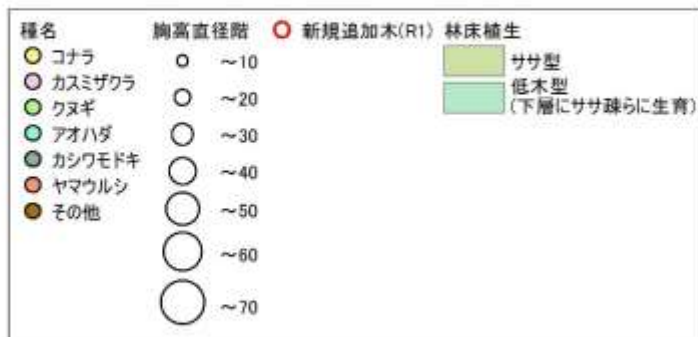 種名
コナラ
カスミザクラ
クヌギ
アオハダ
カシワモドキ
ヤマウルシ
その他
胸高直径階
～10
～20
～30
～40
～50
～60
～70
新規追加木(R1)
林床植生
ササ型
低木型
(下層にササ疎らに生育)